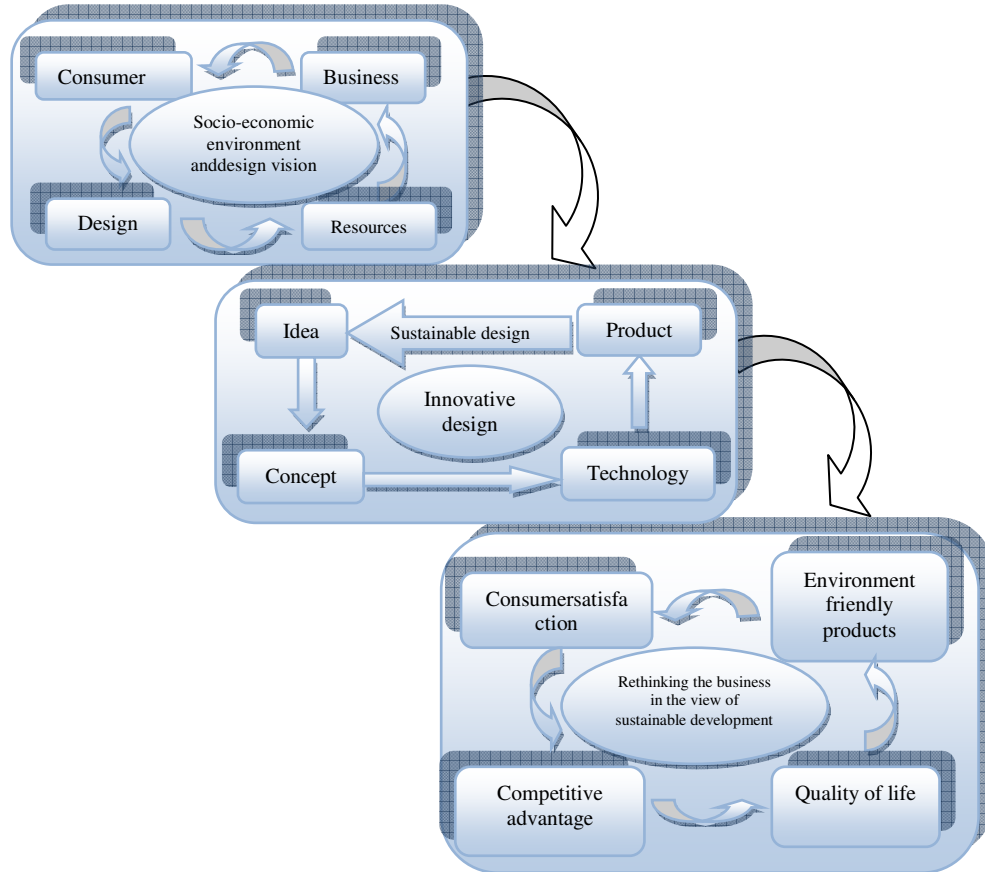 Consumer
Business
Socio-economic
environment
anddesign vision
Design
Resources
Idea
Sustainable design
Product
Innovative
design
Concept
Technology
Consumersatisfa
ction
Environment
friendly
products
Rethinking the business
in the view of
sustainable development
Competitive
advantage
Quality of life